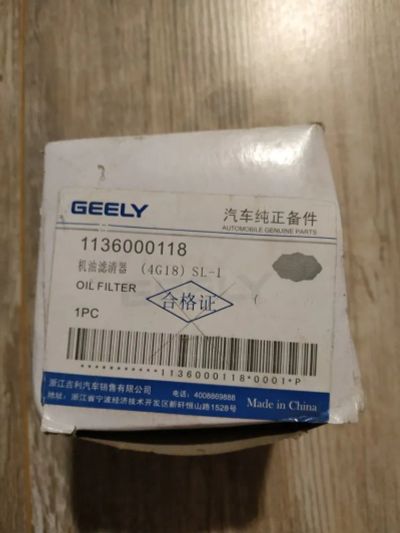 GEELY
汽车纯正备件
AUTOMOBILE GENUINE PARTS
1136000118
机油滤清器 (4G18) SL-1
OIL FILTER
GEELY
合格证
1PC
**********1136000118*0001*P
浙江吉利汽车销售有限公司 电话:4008869888
地址:浙江省宁波经济技术开发区新矸恒山路1528号
Made in China